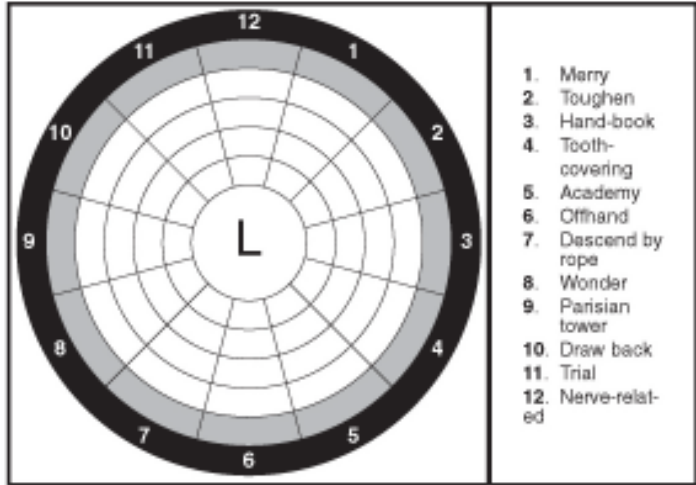 12
11
1
10
2
9
L
3
8
4
7
5
6
1. Merry
2. Toughen
3. Hand-book
4. Tooth-
covering
5. Academy
6. Offhand
7. Descend by
rope
8. Wonder
9. Parisian
tower
10. Draw back
11. Trial
12. Nerve-relat-
ed